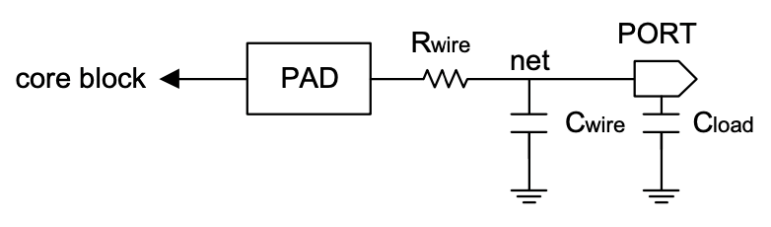 core block
PAD
Rwire
net
PORT
Cwire
Cload